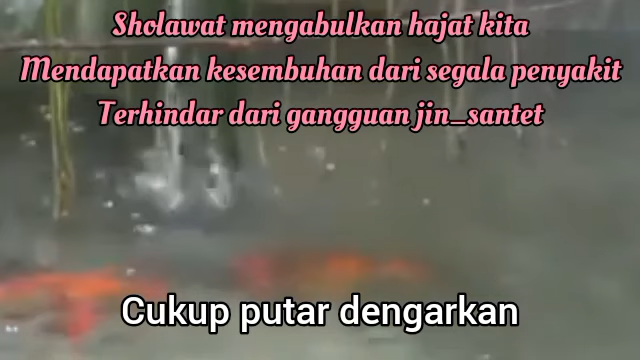 Sholawat mengabulkan hajat kita
Mendapatkan kesembuhan dari segala penyakit
Terhindar dari gangguan jin_santet
Cukup putar dengarkan